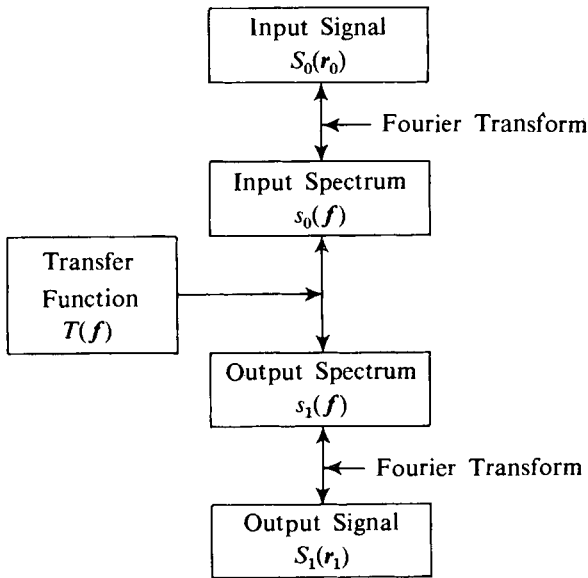 Input Signal
S₀(r₀)
Fourier Transform
Input Spectrum
s₀(f)
Transfer
Function
T(f)
Output Spectrum
s₁(f)
Fourier Transform
Output Signal
S₁(r₁)